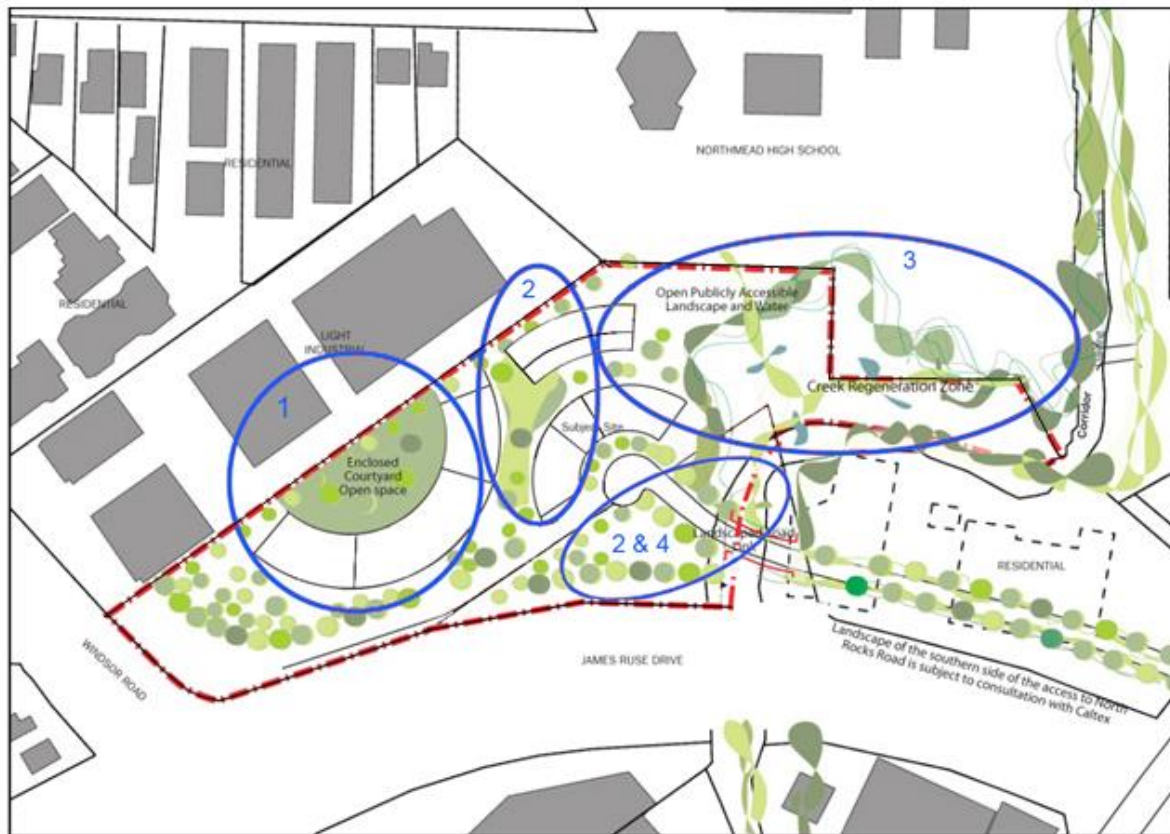 NORTHMEAD HIGH SCHOOL
RESIDENTIAL
3
2
Open Publicly Accessible
Landscape and Water
RESIDENTIAL
LIGHT
INDUSTRIAL
Creek Regeneration Zone
1
Subject Site
Corridor
Enclosed
Courtyard
Open space
2 & 4
Landscaped Road
RESIDENTIAL
Landscape of the southern side of the access to North
Rocks Road is subject to consultation with Caltex
WINDSOR ROAD
JAMES RUSE DRIVE